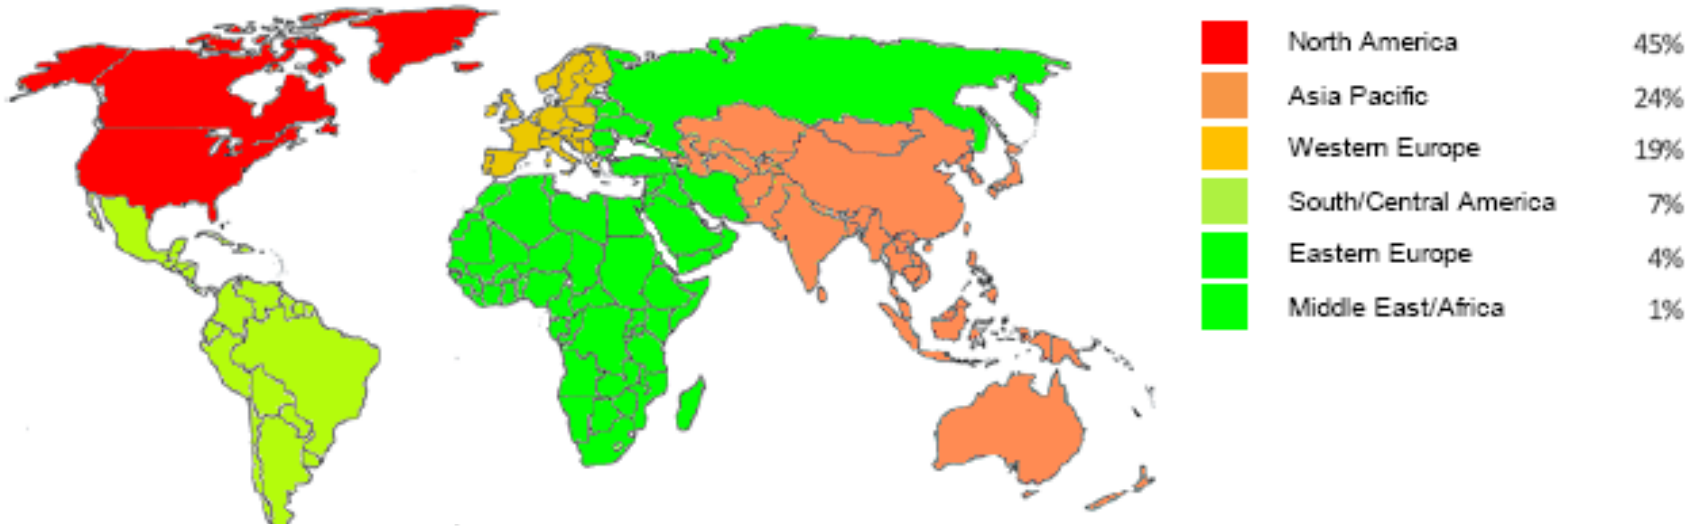 North America 45%
Asia Pacific 24%
Western Europe 19%
South/Central America 7%
Eastern Europe 4%
Middle East/Africa 1%